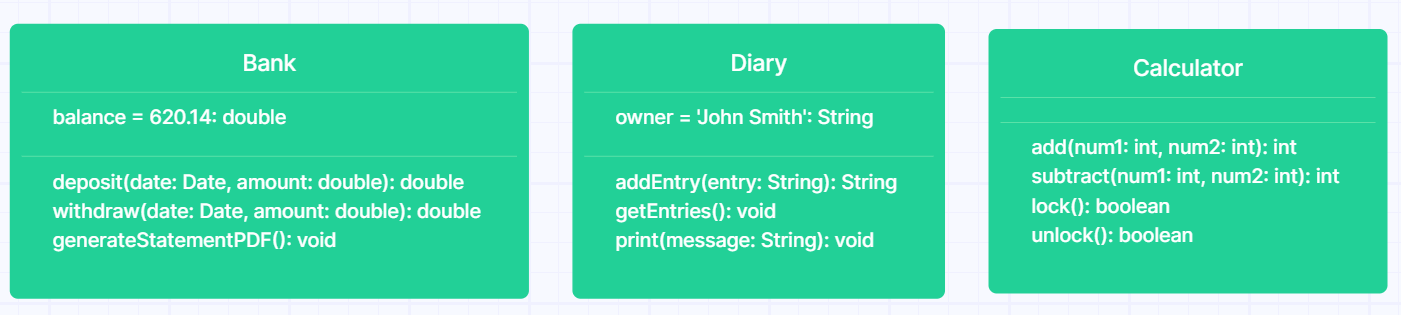 Bank
balance = 620.14: double
deposit(date: Date, amount: double): double
withdraw(date: Date, amount: double): double
generateStatementPDF(): void
Diary
owner = 'John Smith': String
addEntry(entry: String): String
getEntries(): void
print(message: String): void
Calculator
add(num1: int, num2: int): int
subtract(num1: int, num2: int): int
lock(): boolean
unlock(): boolean